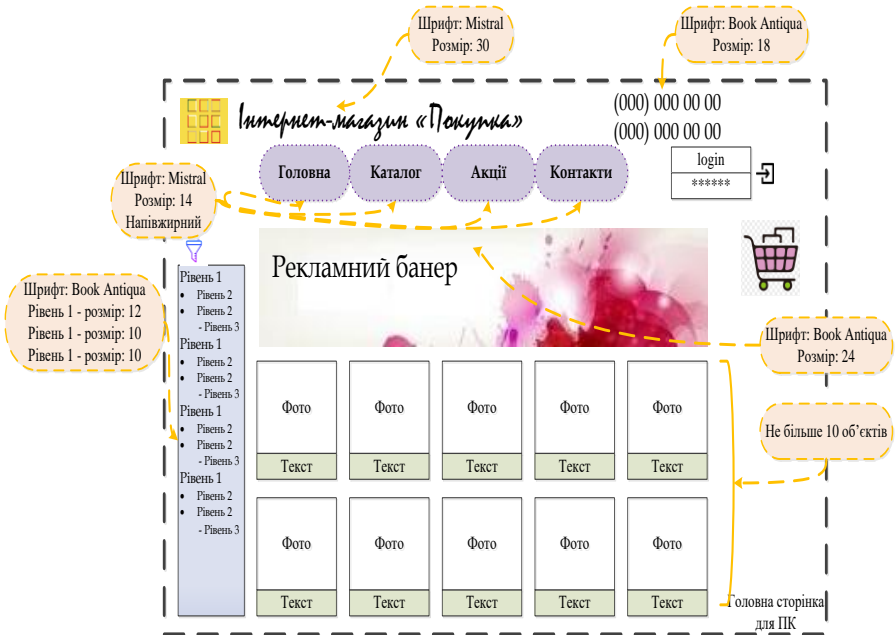 Шрифт: Mistral
Розмір: 30
Шрифт: Book Antiqua
Розмір: 18
Інтернет-магазин «Покупка»
(000) 000 00 00
(000) 000 00 00
Головна
Каталог
Акції
Контакти
login
******
Шрифт: Mistral
Розмір: 14
Напівжирний
Рекламний банер
Шрифт: Book Antiqua
Рівень 1 - розмір: 12
Рівень 1 - розмір: 10
Рівень 1 - розмір: 10
Рівень 1
• Рівень 2
• Рівень 2
- Рівень 3
Рівень 1
• Рівень 2
• Рівень 2
- Рівень 3
Рівень 1
• Рівень 2
• Рівень 2
- Рівень 3
Рівень 1
• Рівень 2
• Рівень 2
- Рівень 3
Шрифт: Book Antiqua
Розмір: 24
Фото
Фото
Фото
Фото
Фото
Текст
Текст
Текст
Текст
Текст
Не більше 10 об’єктів
Фото
Фото
Фото
Фото
Фото
Текст
Текст
Текст
Текст
Текст
Головна сторінка
для ПК